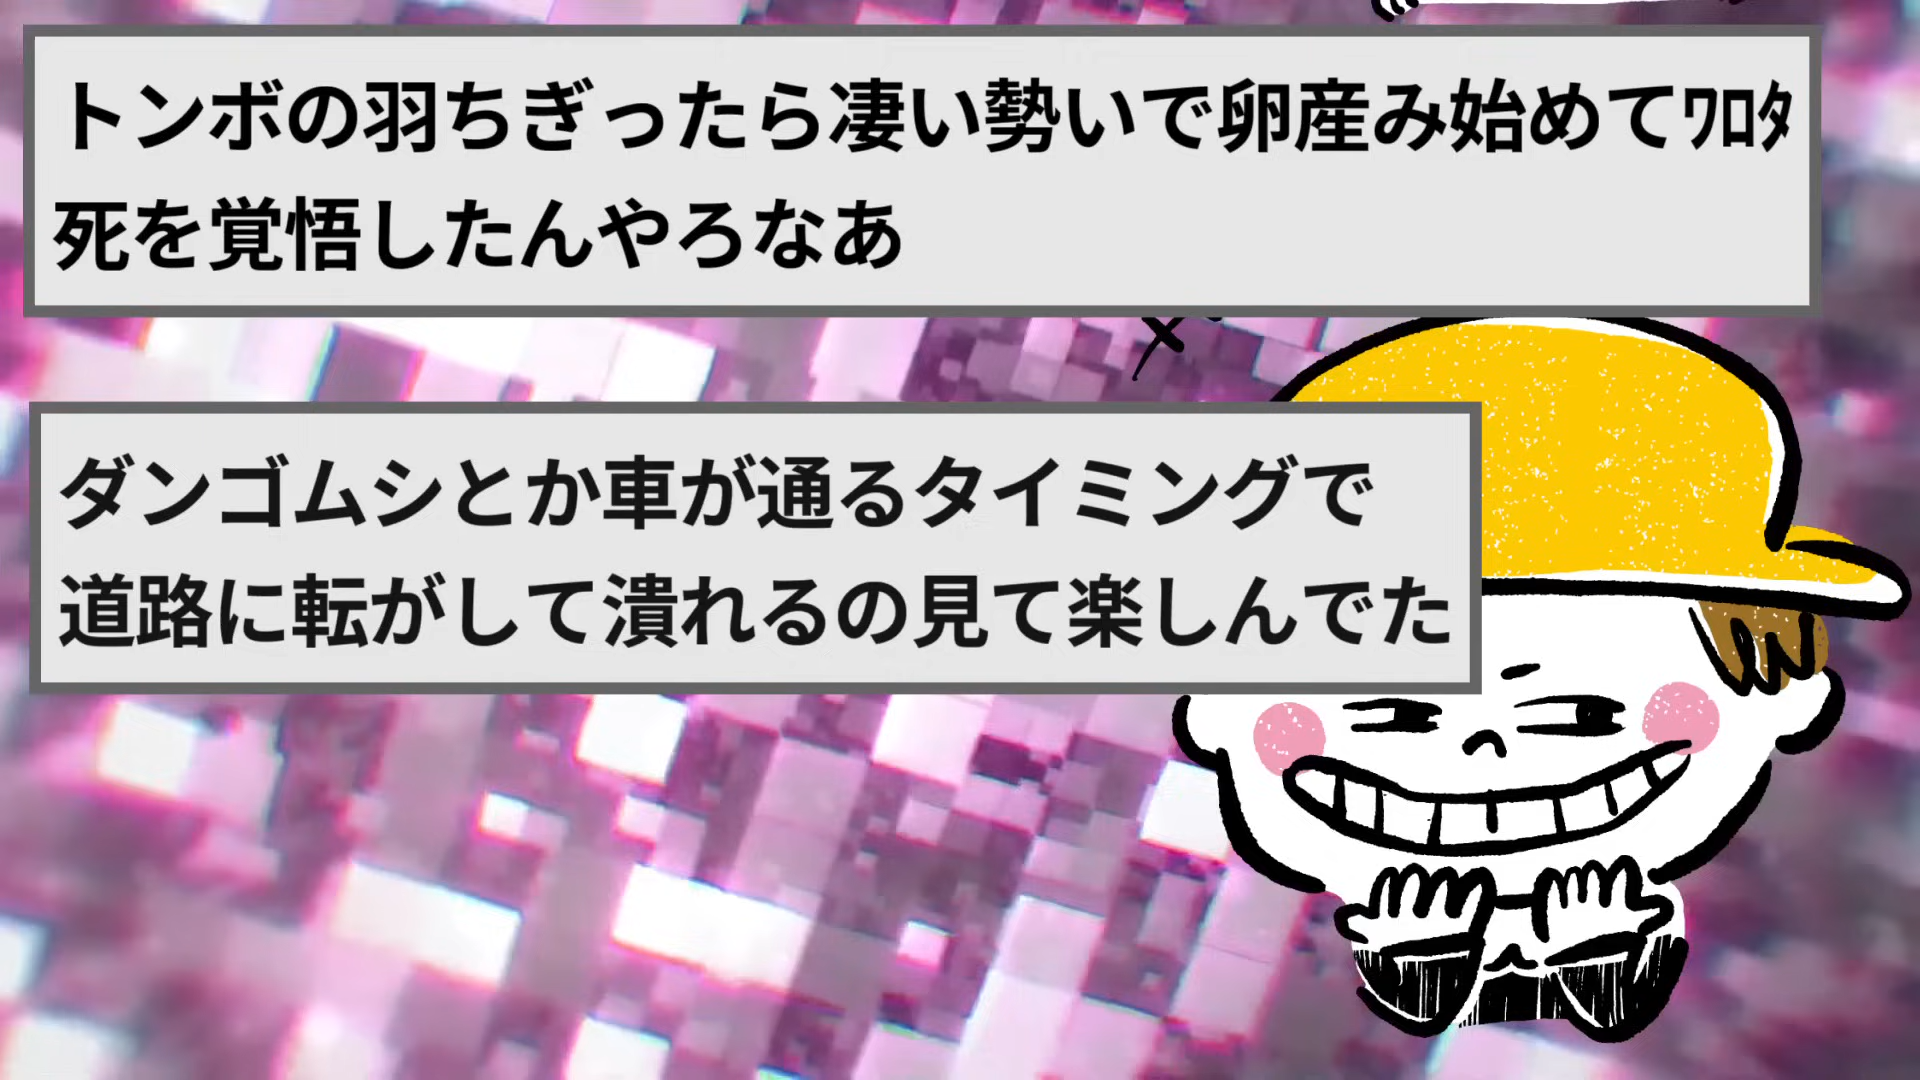 トンボの羽ちぎったら凄い勢いで卵産み始めてﾜﾛﾀ
死を覚悟したんやろなあ
ダンゴムシとか車が通るタイミングで
道路に転がして潰れるの見て楽しんでた